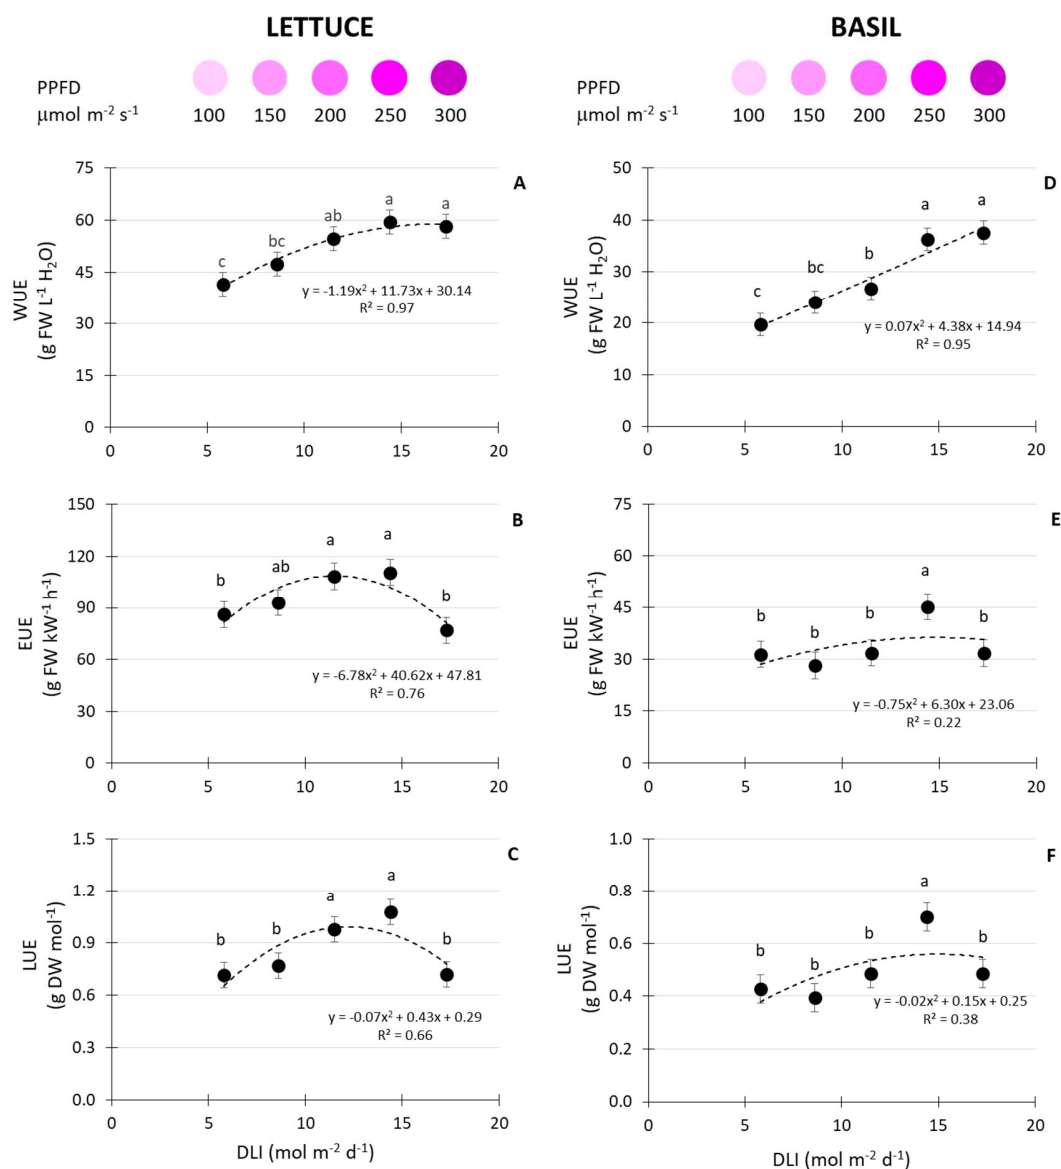 LETTUCE
PPFD
μmol m⁻² s⁻¹
100 150 200 250 300
BASIL
PPFD
μmol m⁻² s⁻¹
100 150 200 250 300
A
WUE
(g FW L⁻¹ H₂O)
75
60
45
30
15
0
c
bc
ab
a
a
y = -1.19x² + 11.73x + 30.14
R² = 0.97
0 5 10 15 20
D
WUE
(g FW L⁻¹ H₂O)
50
40
30
20
10
0
c
bc
b
a
a
y = 0.07x² + 4.38x + 14.94
R² = 0.95
0 5 10 15 20
B
EUE
(g FW kW⁻¹ h⁻¹)
150
120
90
60
30
0
b
ab
a
a
b
y = -6.78x² + 40.62x + 47.81
R² = 0.76
0 5 10 15 20
E
EUE
(g FW kW⁻¹ h⁻¹)
75
60
45
30
15
0
b
b
b
a
b
y = -0.75x² + 6.30x + 23.06
R² = 0.22
0 5 10 15 20
C
LUE
(g DW mol⁻¹)
1.5
1.2
0.9
0.6
0.3
0.0
b
b
a
a
b
y = -0.07x² + 0.43x + 0.29
R² = 0.66
0 5 10 15 20
DLI (mol m⁻² d⁻¹)
F
LUE
(g DW mol⁻¹)
1.0
0.8
0.6
0.4
0.2
0.0
b
b
b
a
b
y = -0.02x² + 0.15x + 0.25
R² = 0.38
0 5 10 15 20
DLI (mol m⁻² d⁻¹)